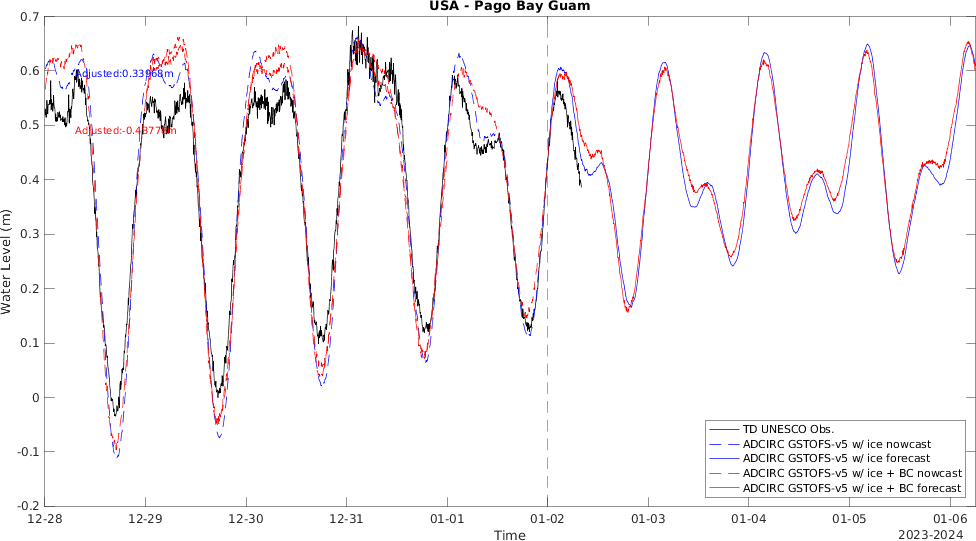 USA - Pago Bay Guam
0.7
0.6
0.5
0.4
0.3
0.2
0.1
0
-0.1
-0.2
Water Level (m)
Adjusted:0.33968m
TD UNESCO Obs.
ADCIRC GSTOFS-v5 w/ ice nowcast
ADCIRC GSTOFS-v5 w/ ice forecast
ADCIRC GSTOFS-v5 w/ ice + BC nowcast
ADCIRC GSTOFS-v5 w/ ice + BC forecast
12-28 12-29 12-30 12-31 01-01 01-02 01-03 01-04 01-05 01-06
Time
2023-2024